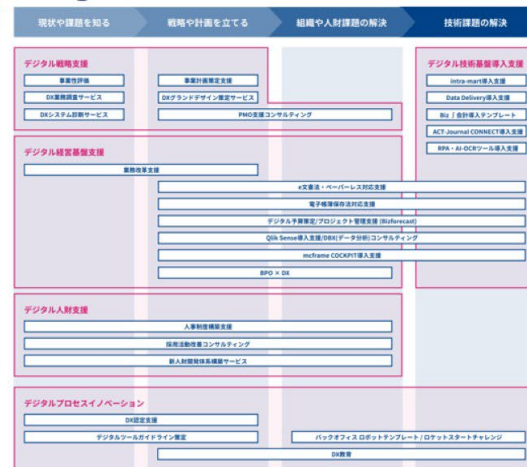 現状や課題を知る
戦略や計画を立てる
組織や人財課題の解決
技術課題の解決
デジタル戦略支援
事業性評価
事業計画策定支援
DX業務調査サービス
DXグランドデザイン策定サービス
DXシステム診断サービス
PMO支援コンサルティング
デジタル技術基盤導入支援
intra-mart導入支援
Data Delivery導入支援
Biz ∫ 会計導入テンプレート
ACT-Journal CONNECT導入支援
RPA・AI-OCRツール導入支援
デジタル経営基盤支援
業務改革支援
e文書法・ペーパーレス対応支援
電子帳簿保存法対応支援
デジタル予算策定/プロジェクト管理支援 (Bizforecast)
Qlik Sense導入支援/DBX(データ分析)コンサルティング
mcframe COCKPIT導入支援
BPO × DX
デジタル人財支援
人事制度構築支援
採用活動改善コンサルティング
新人財開発体系構築サービス
デジタルプロセスイノベーション
DX認定支援
デジタルツールガイドライン策定
バックオフィス ロボットテンプレート / ロケットスタートチャレンジ
DX教育